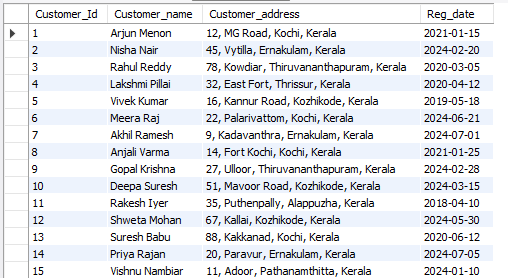 Customer_Id Customer_name Customer_address Reg_date
1 Arjun Menon 12, MG Road, Kochi, Kerala 2021-01-15
2 Nisha Nair 45, Vytilla, Ernakulam, Kerala 2024-02-20
3 Rahul Reddy 78, Kowdiar, Thiruvananthapuram, Kerala 2020-03-05
4 Lakshmi Pillai 32, East Fort, Thrissur, Kerala 2020-04-12
5 Vivek Kumar 16, Kannur Road, Kozhikode, Kerala 2019-05-18
6 Meera Raj 22, Palarivattom, Kochi, Kerala 2024-06-21
7 Akhil Ramesh 9, Kadavanthra, Ernakulam, Kerala 2024-07-01
8 Anjali Varma 14, Fort Kochi, Kochi, Kerala 2021-01-25
9 Gopal Krishna 27, Ulloor, Thiruvananthapuram, Kerala 2024-02-28
10 Deepa Suresh 51, Mavoor Road, Kozhikode, Kerala 2024-03-15
11 Rakesh Iyer 35, Puthenpally, Alappuzha, Kerala 2018-04-10
12 Shweta Mohan 67, Kallai, Kozhikode, Kerala 2024-05-30
13 Suresh Babu 88, Kakkanad, Kochi, Kerala 2020-06-12
14 Priya Rajan 20, Paravur, Ernakulam, Kerala 2024-07-05
15 Vishnu Nambiar 11, Adoor, Pathanamthitta, Kerala 2024-01-10